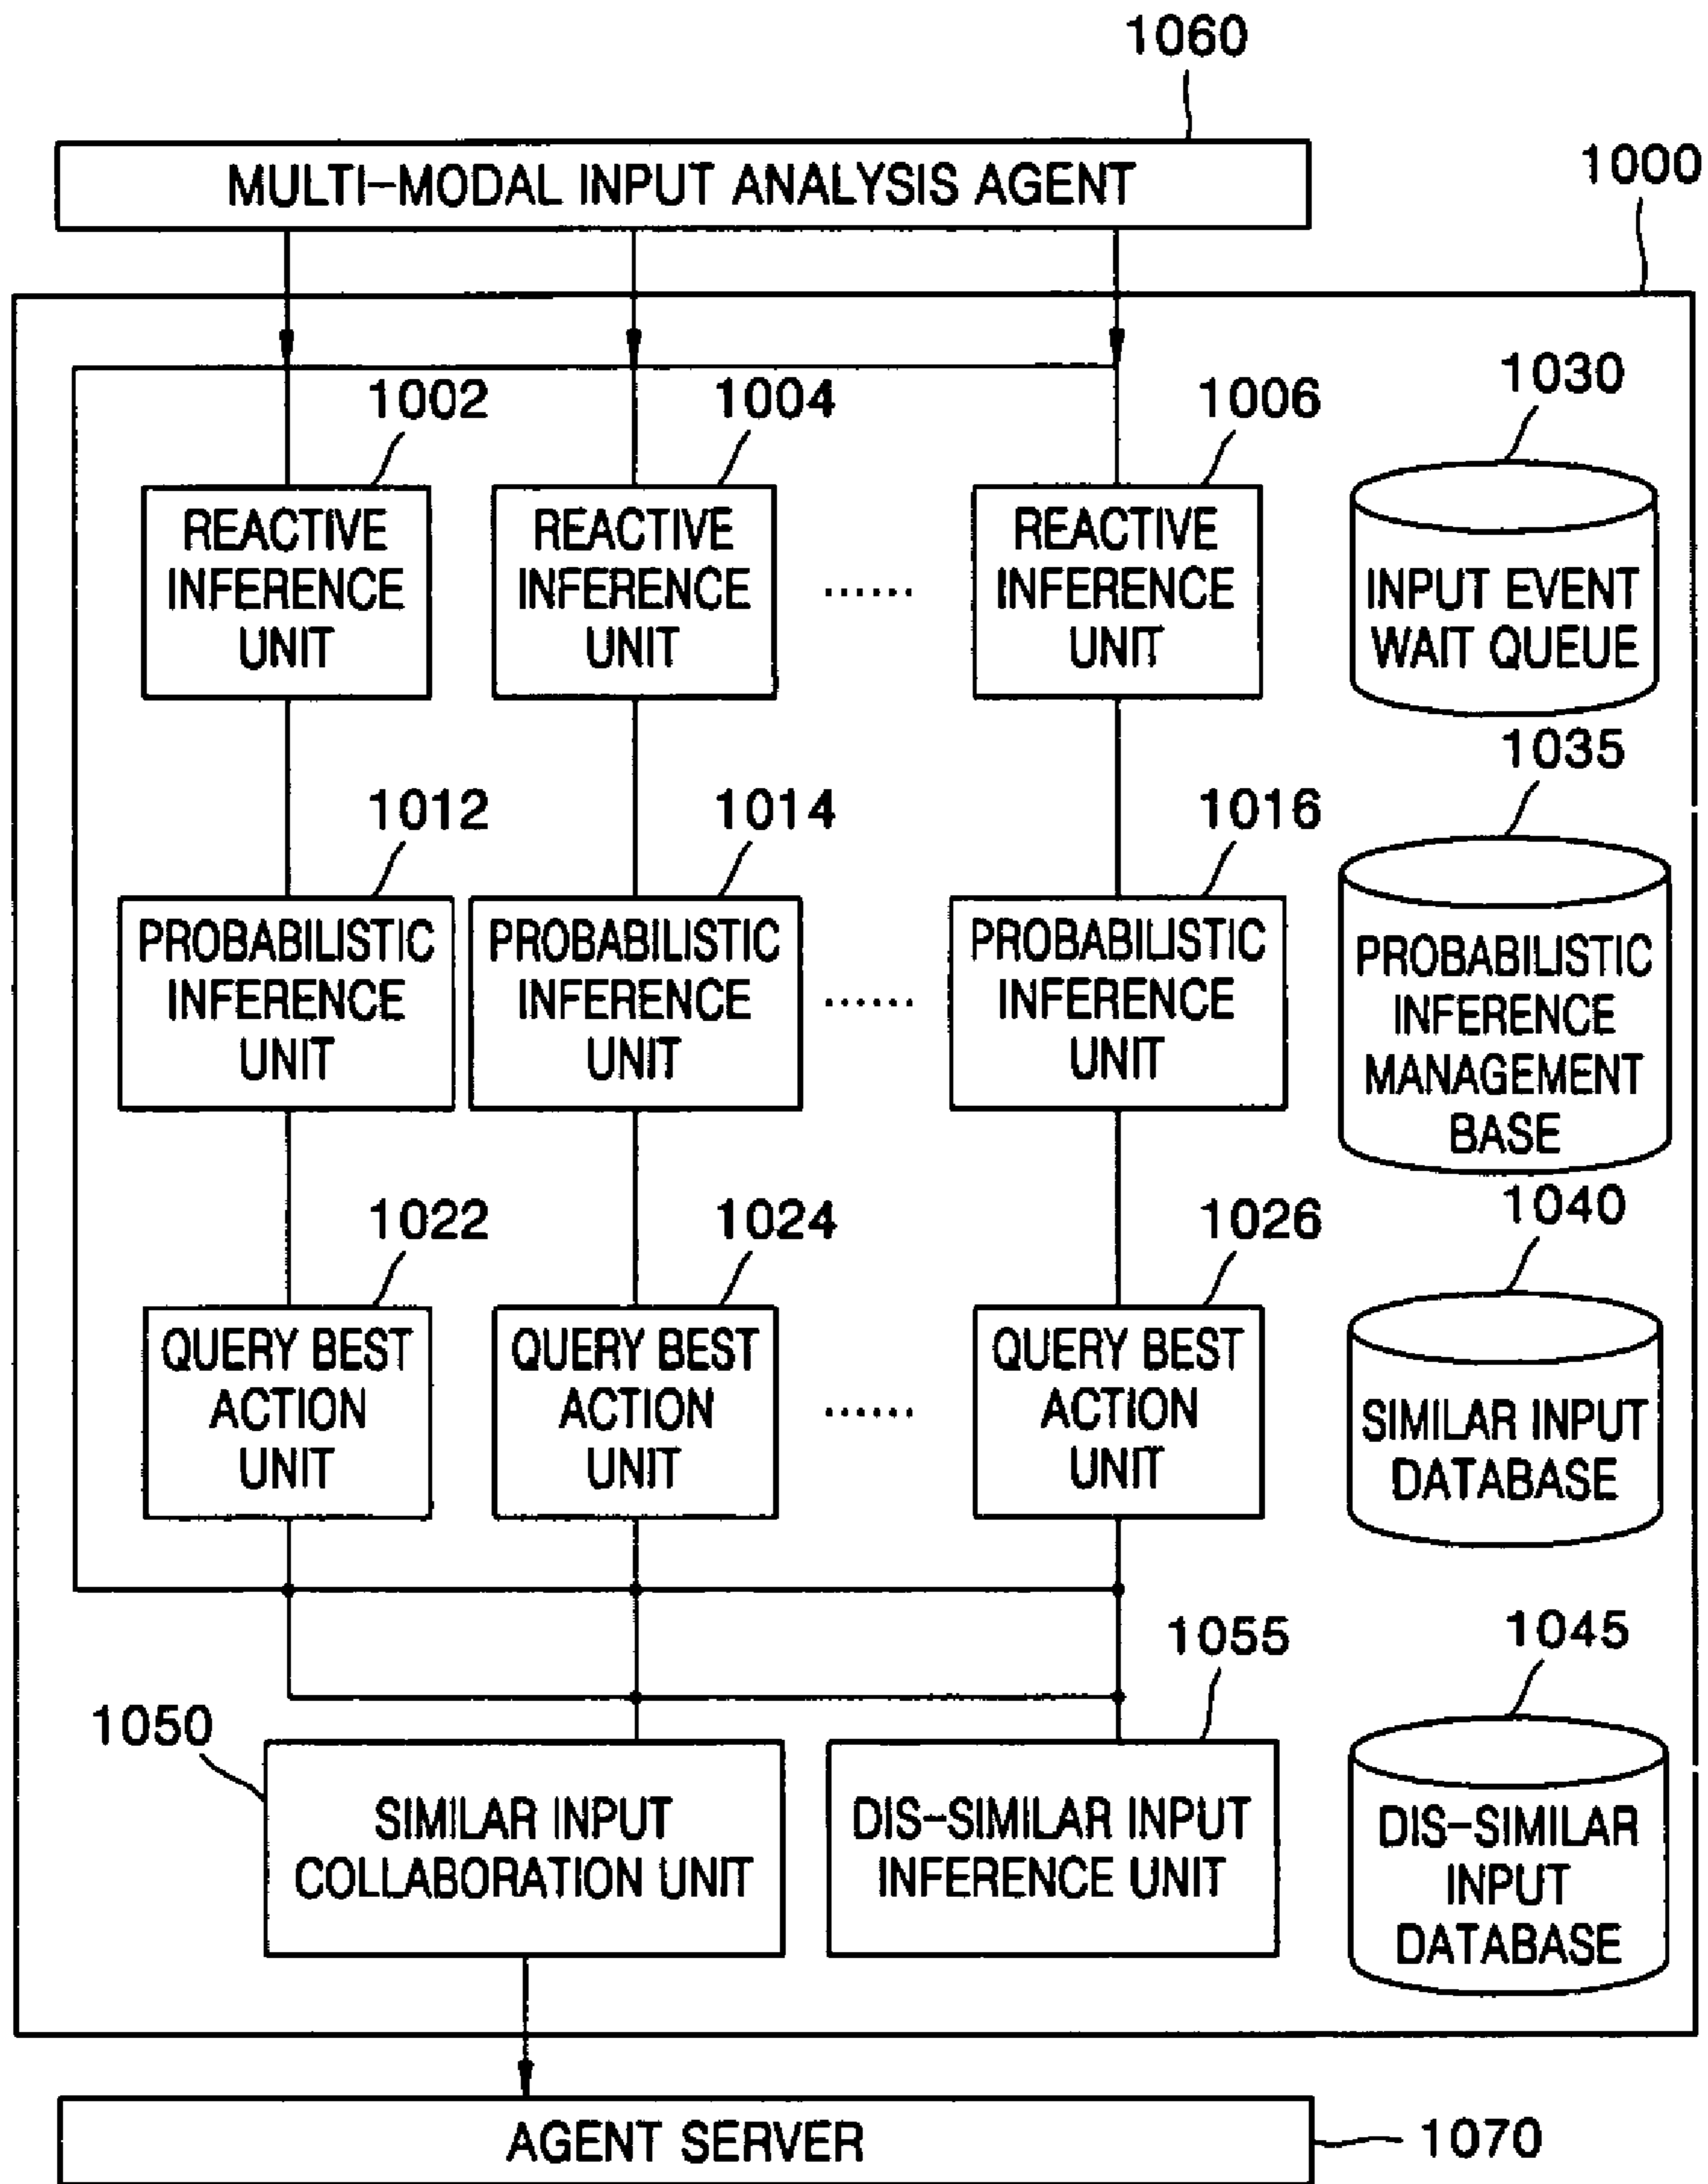 1060
MULTI-MODAL INPUT ANALYSIS AGENT
1000
1002
1004
1006
1030
REACTIVE
INFERENCE
UNIT
REACTIVE
INFERENCE
UNIT
......
REACTIVE
INFERENCE
UNIT
INPUT EVENT
WAIT QUEUE
1012
1014
1016
1035
PROBABILISTIC
INFERENCE
UNIT
PROBABILISTIC
INFERENCE
UNIT
......
PROBABILISTIC
INFERENCE
UNIT
PROBABILISTIC
INFERENCE
MANAGEMENT
BASE
1022
1024
1026
1040
QUERY BEST
ACTION
UNIT
QUERY BEST
ACTION
UNIT
......
QUERY BEST
ACTION
UNIT
SIMILAR INPUT
DATABASE
1050
1055
1045
SIMILAR INPUT
COLLABORATION UNIT
DIS-SIMILAR INPUT
INFERENCE UNIT
DIS-SIMILAR
INPUT
DATABASE
AGENT SERVER
1070